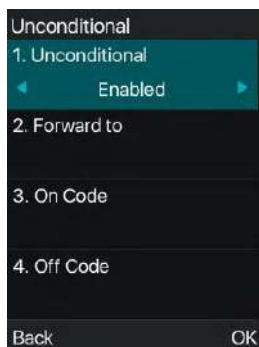 Unconditional
1. Unconditional
Enabled
2. Forward to
3. On Code
4. Off Code
Back OK